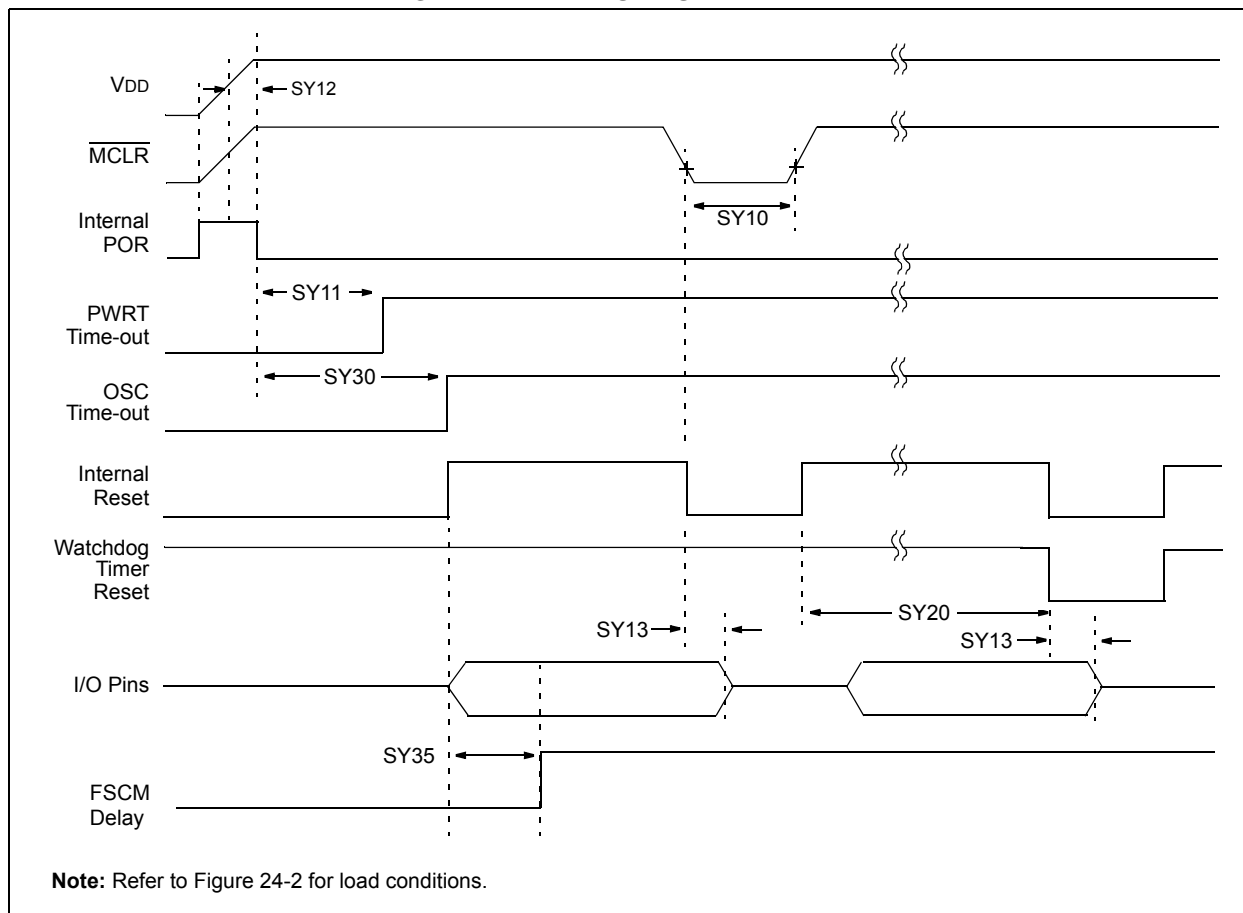 VDD
SY12
MCLR
SY10
Internal
POR
SY11
PWRT
Time-out
SY30
OSC
Time-out
Internal
Reset
Watchdog
Timer
Reset
SY20
SY13
SY13
I/O Pins
SY35
FSCM
Delay
Note: Refer to Figure 24-2 for load conditions.